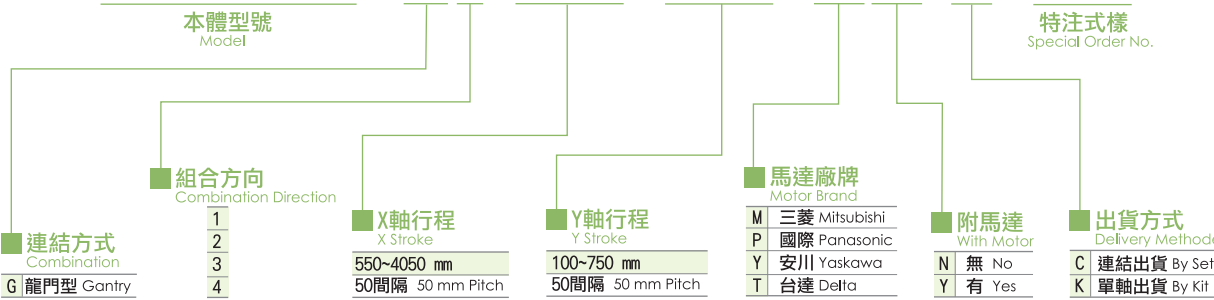 本體型號
Model
特注式樣
Special Order No.
組合方向
Combination Direction
1
2
3
4
馬達廠牌
Motor Brand
M 三菱 Mitsubishi
P 國際 Panasonic
Y 安川 Yaskawa
T 台達 Delta
X軸行程
X Stroke
550~4050 mm
50間隔 50 mm Pitch
Y軸行程
Y Stroke
100~750 mm
50間隔 50 mm Pitch
附馬達
With Motor
N 無 No
Y 有 Yes
出貨方式
Delivery Methode
C 連結出貨 By Set
K 單軸出貨 By Kit
連結方式
Combination
G 龍門型 Gantry